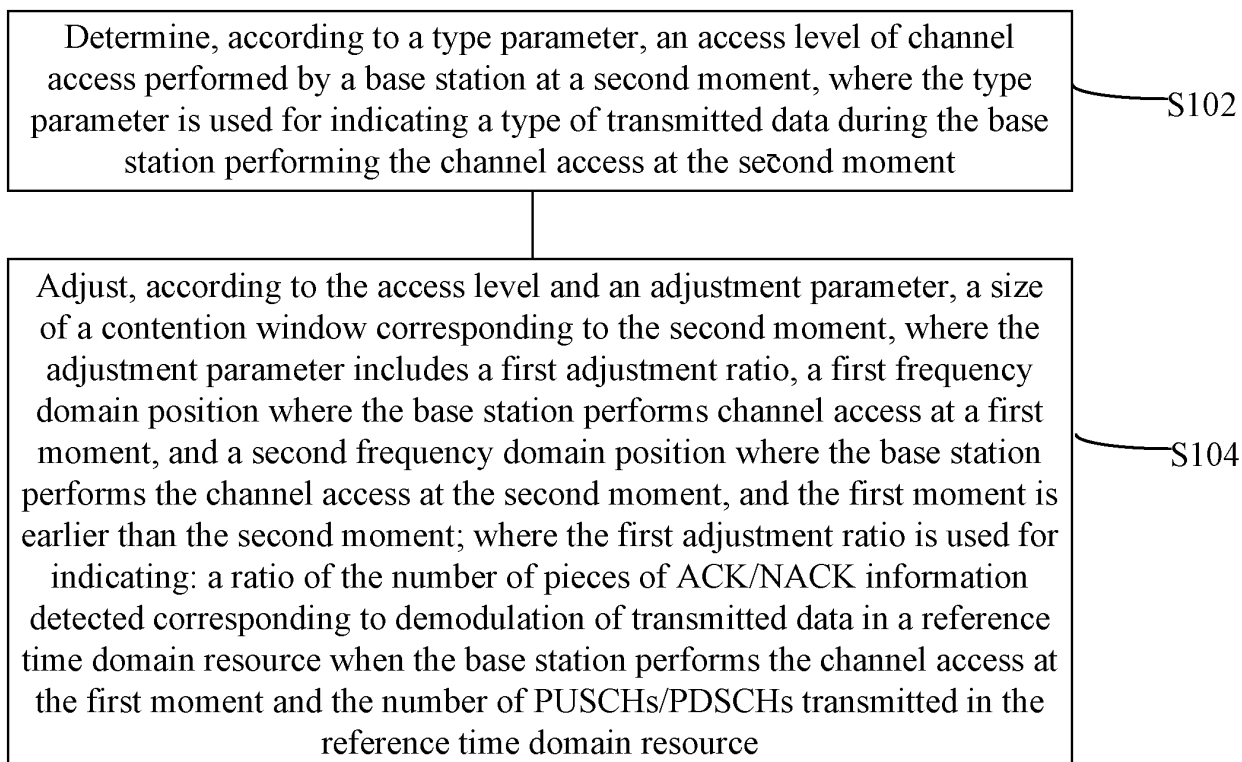 Determine, according to a type parameter, an access level of channel
access performed by a base station at a second moment, where the type
parameter is used for indicating a type of transmitted data during the base
station performing the channel access at the second moment
S102
Adjust, according to the access level and an adjustment parameter, a size
of a contention window corresponding to the second moment, where the
adjustment parameter includes a first adjustment ratio, a first frequency
domain position where the base station performs channel access at a first
moment, and a second frequency domain position where the base station
performs the channel access at the second moment, and the first moment is
earlier than the second moment; where the first adjustment ratio is used for
indicating: a ratio of the number of pieces of ACK/NACK information
detected corresponding to demodulation of transmitted data in a reference
time domain resource when the base station performs the channel access at
the first moment and the number of PUSCHs/PDSCHs transmitted in the
reference time domain resource
S104